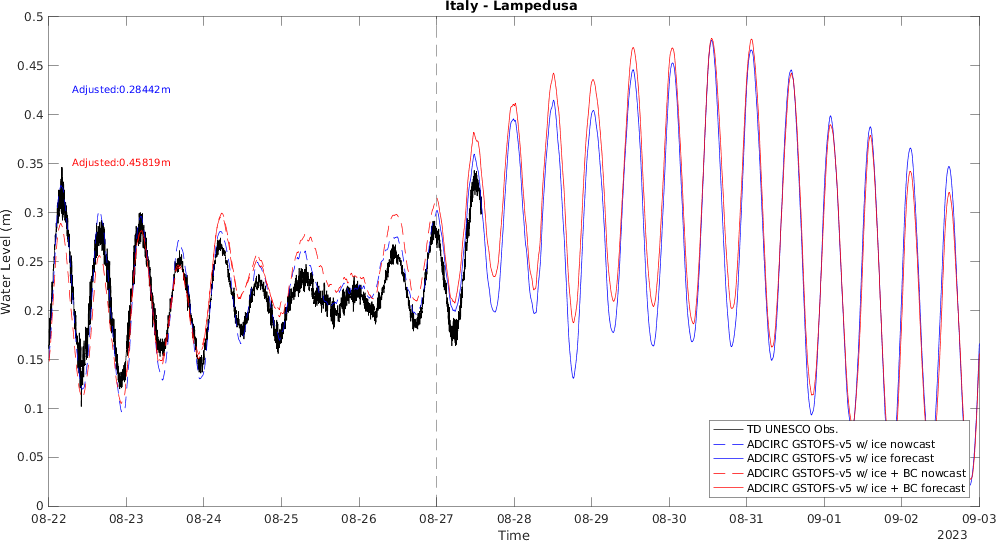 Italy - Lampedusa
0.5
0.45
0.4
0.35
0.3
0.25
0.2
0.15
0.1
0.05
0
Water Level (m)
Adjusted:0.28442m
Adjusted:0.45819m
TD UNESCO Obs.
ADCIRC GSTOFS-v5 w/ ice nowcast
ADCIRC GSTOFS-v5 w/ ice forecast
ADCIRC GSTOFS-v5 w/ ice + BC nowcast
ADCIRC GSTOFS-v5 w/ ice + BC forecast
08-22 08-23 08-24 08-25 08-26 08-27 08-28 08-29 08-30 08-31 09-01 09-02 09-03
Time
2023